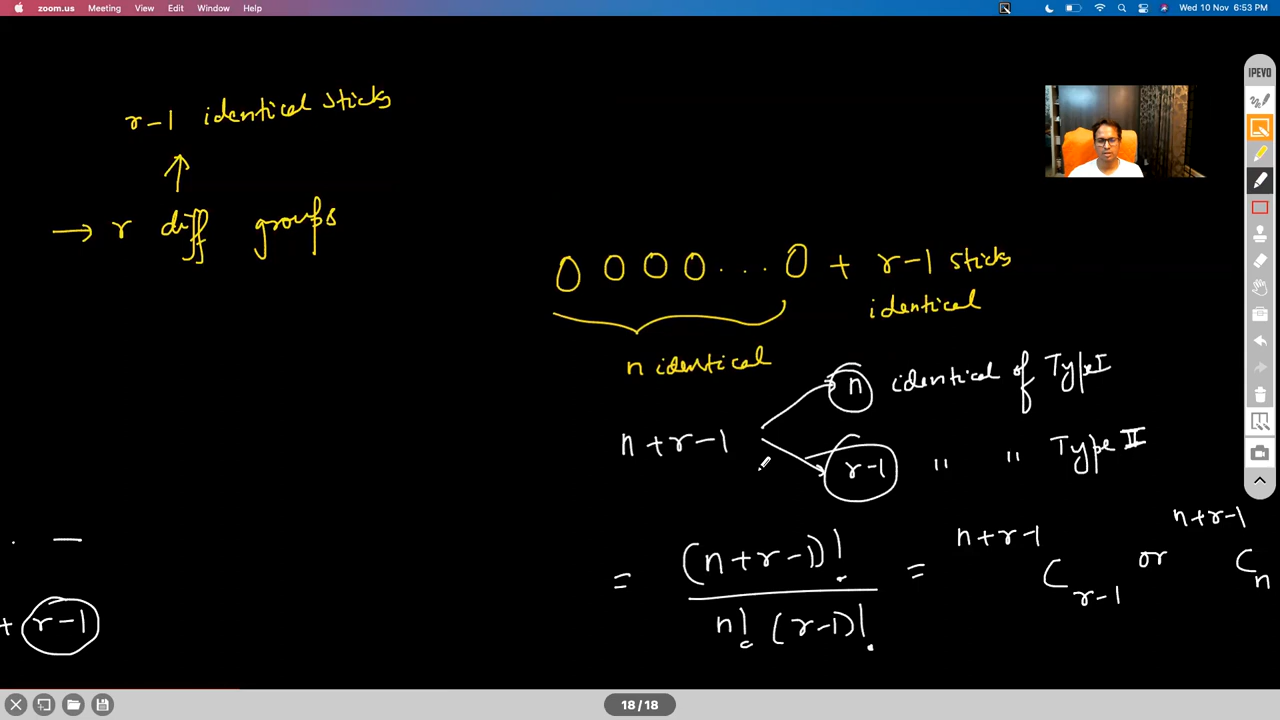 zoom.us Meeting View Edit Window Help Wed 10 Nov 6:53 PM
IPEVO
r-1 identical sticks
↑
→ r diff groups
0 0 0 0 ... 0 + r-1 sticks
identical
n identical
n identical of Type I
n+r-1
r-1 " " Type II
= (n+r-1)! / n! (r-1)! = n+r-1 C r-1 or n+r-1 C n
. —
+ r-1
18 / 18